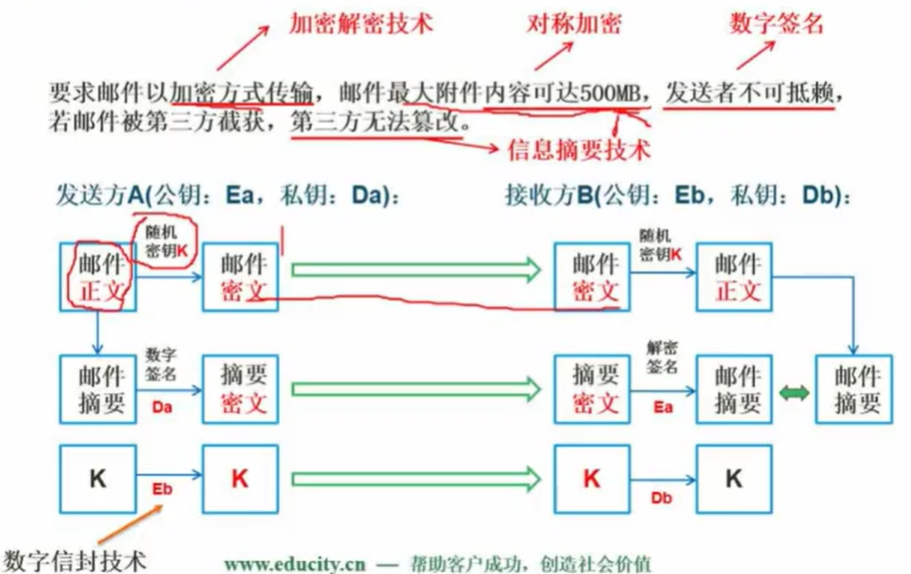 加密解密技术 对称加密 数字签名
要求邮件以加密方式传输，邮件最大附件内容可达500MB，发送者不可抵赖，
若邮件被第三方截获，第三方无法篡改。
信息摘要技术
发送方A(公钥：Ea，私钥：Da)： 接收方B(公钥：Eb，私钥：Db)：
随机 随机
密钥K 密钥K
邮件 邮件 邮件 邮件
正文 密文 密文 正文
数字 解密
签名 签名
邮件 摘要 摘要 邮件 邮件
摘要 密文 密文 摘要 摘要
Da Ea
K K K K
Eb Db
数字信封技术
www.educity.cn — 帮助客户成功，创造社会价值